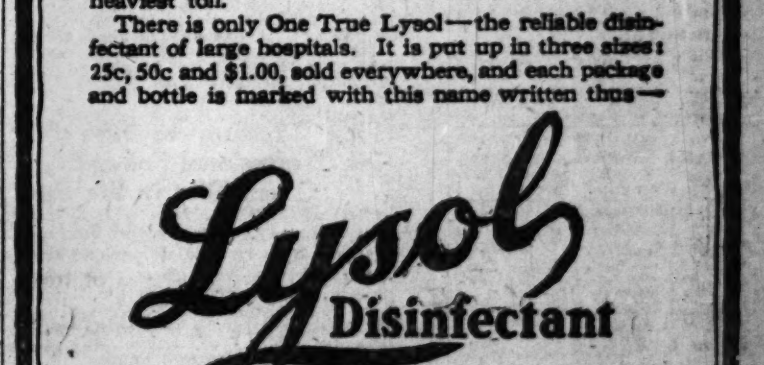 heaviest toll.
There is only One True Lysol—the reliable disin-
fectant of large hospitals. It is put up in three sizes:
25c, 50c and $1.00, sold everywhere, and each package
and bottle is marked with this name written thus—
Lysol
Disinfectant